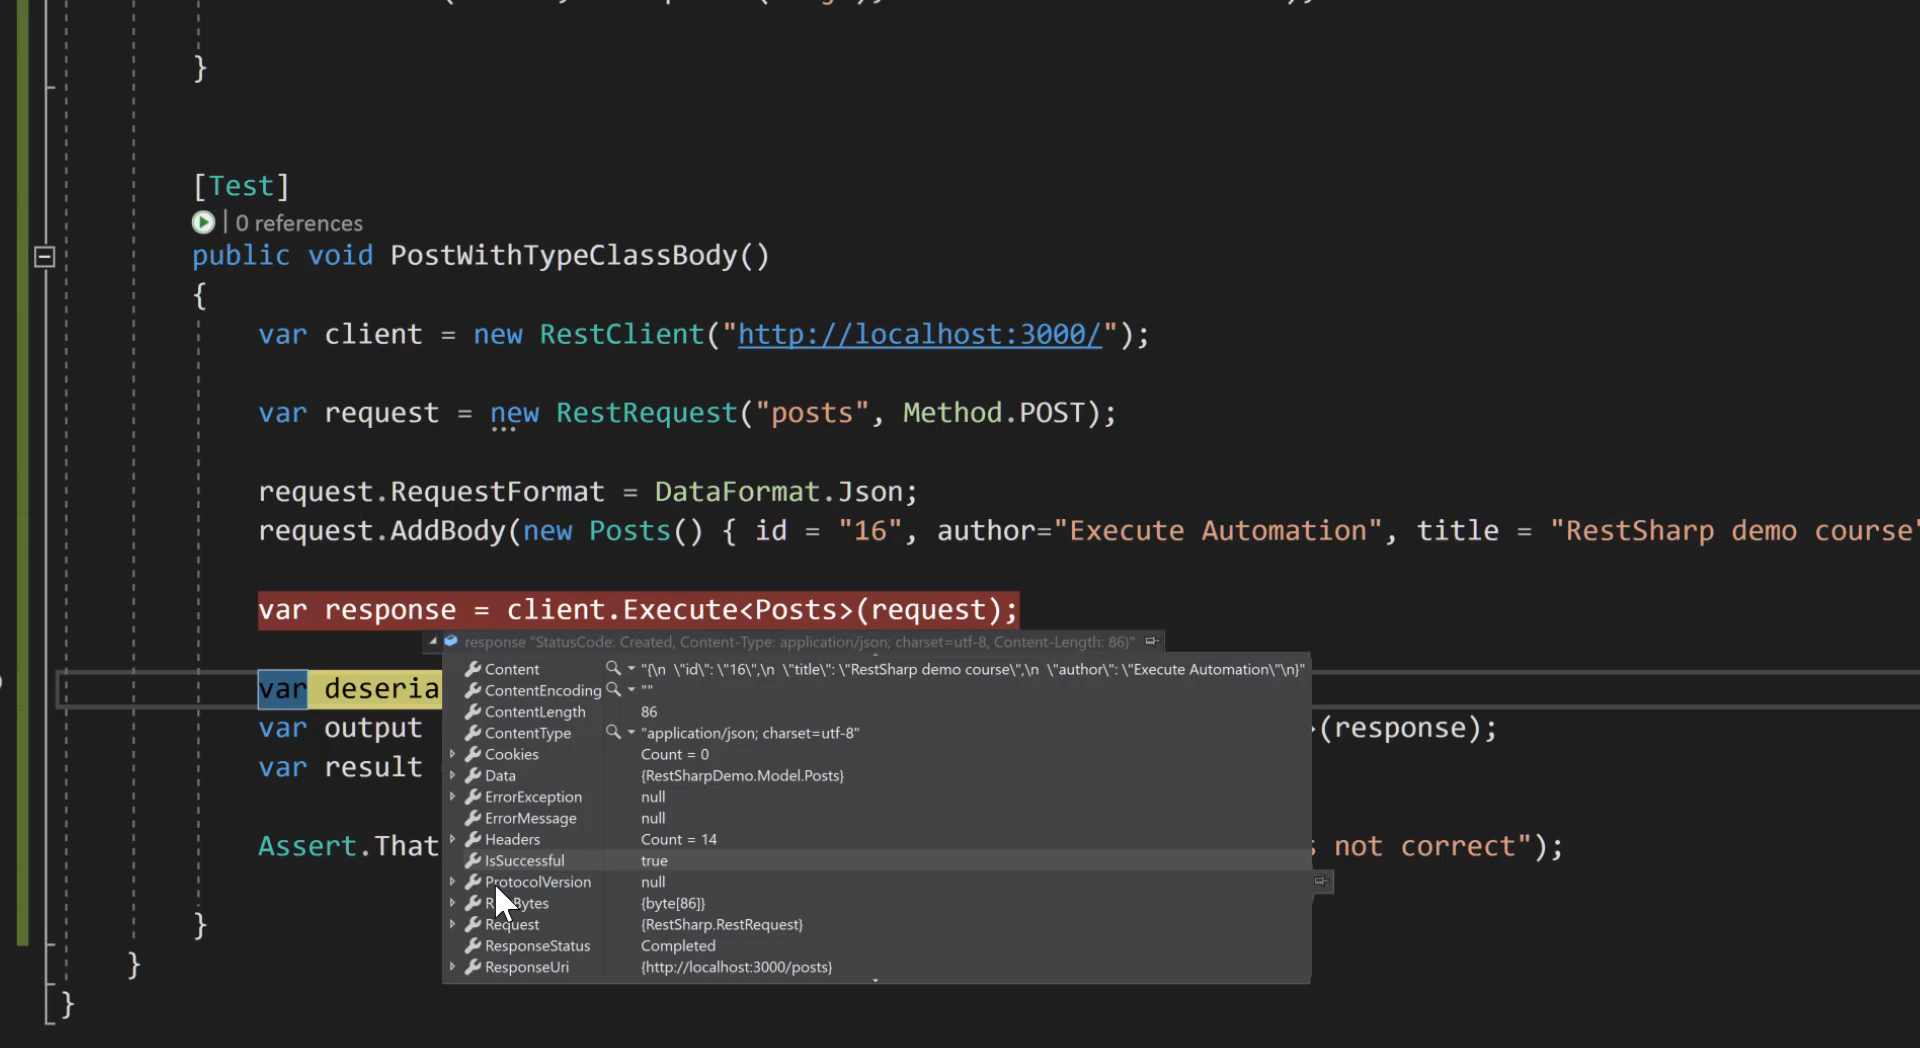 }
[Test]
| 0 references
public void PostWithTypeClassBody()
{
var client = new RestClient("http://localhost:3000/");
var request = new RestRequest("posts", Method.POST);
request.RequestFormat = DataFormat.Json;
request.AddBody(new Posts() { id = "16", author="Execute Automation", title = "RestSharp demo course"
var response = client.Execute<Posts>(request);
response "StatusCode: Created, Content-Type: application/json; charset=utf-8, Content-Length: 86)"
Content "{\n \"id\": \"16\",\n \"title\": \"RestSharp demo course\",\n \"author\": \"Execute Automation\"\n}"
var deseria
ContentEncoding ""
ContentLength 86
var output >(response);
ContentType "application/json; charset=utf-8"
Cookies Count = 0
var result
Data {RestSharpDemo.Model.Posts}
ErrorException null
ErrorMessage null
Headers Count = 14
Assert.That not correct");
IsSuccessful true
ProtocolVersion null
{byte[86]}
Request {RestSharp.RestRequest}
}
ResponseStatus Completed
}
ResponseUri {http://localhost:3000/posts}
}